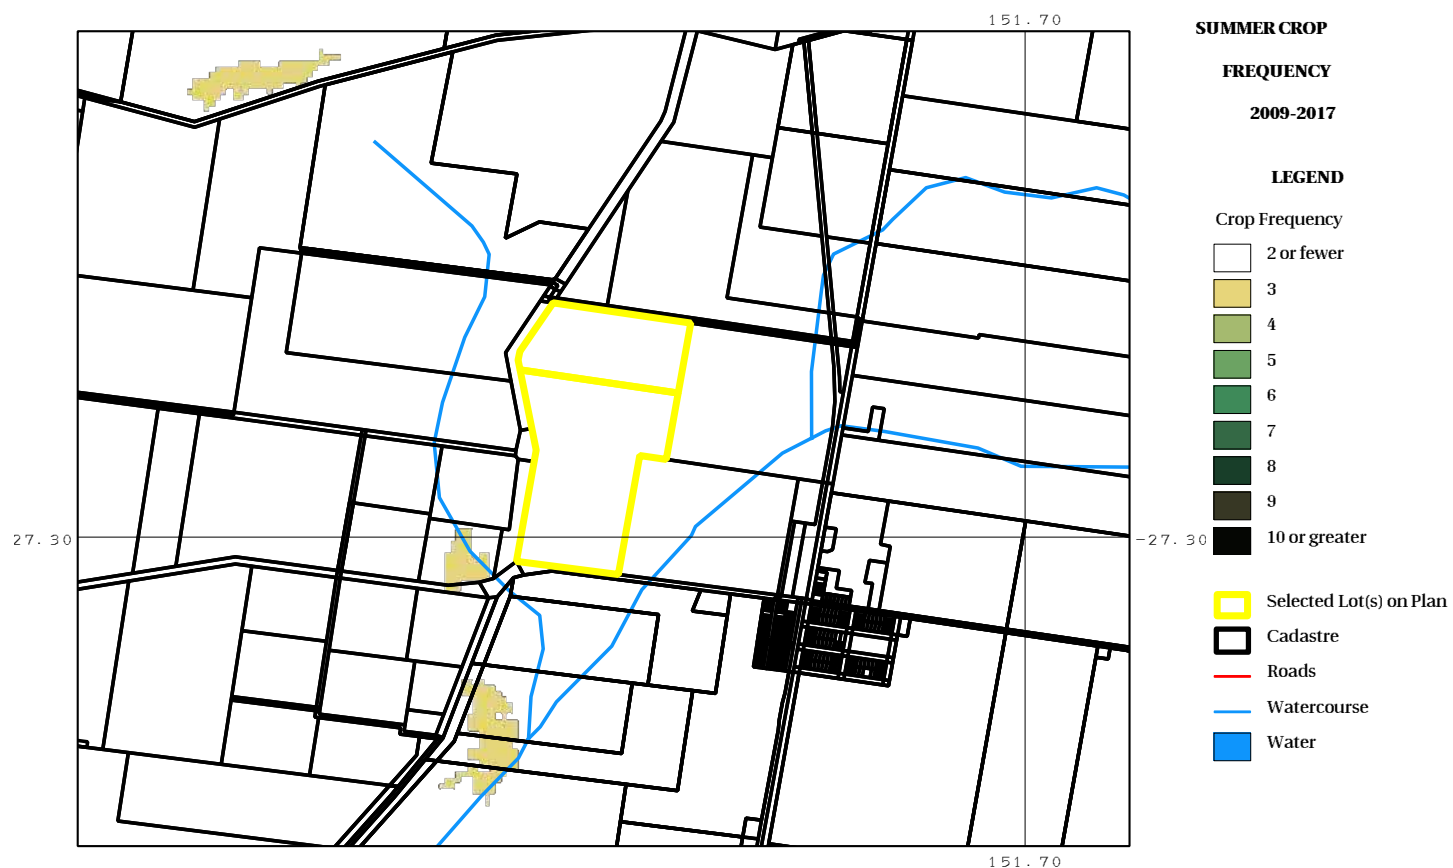 151.70
SUMMER CROP
FREQUENCY
2009-2017
LEGEND
Crop Frequency
2 or fewer
3
4
5
6
7
8
9
10 or greater
27.30
-27.30
Selected Lot(s) on Plan
Cadastre
Roads
Watercourse
Water
151.70